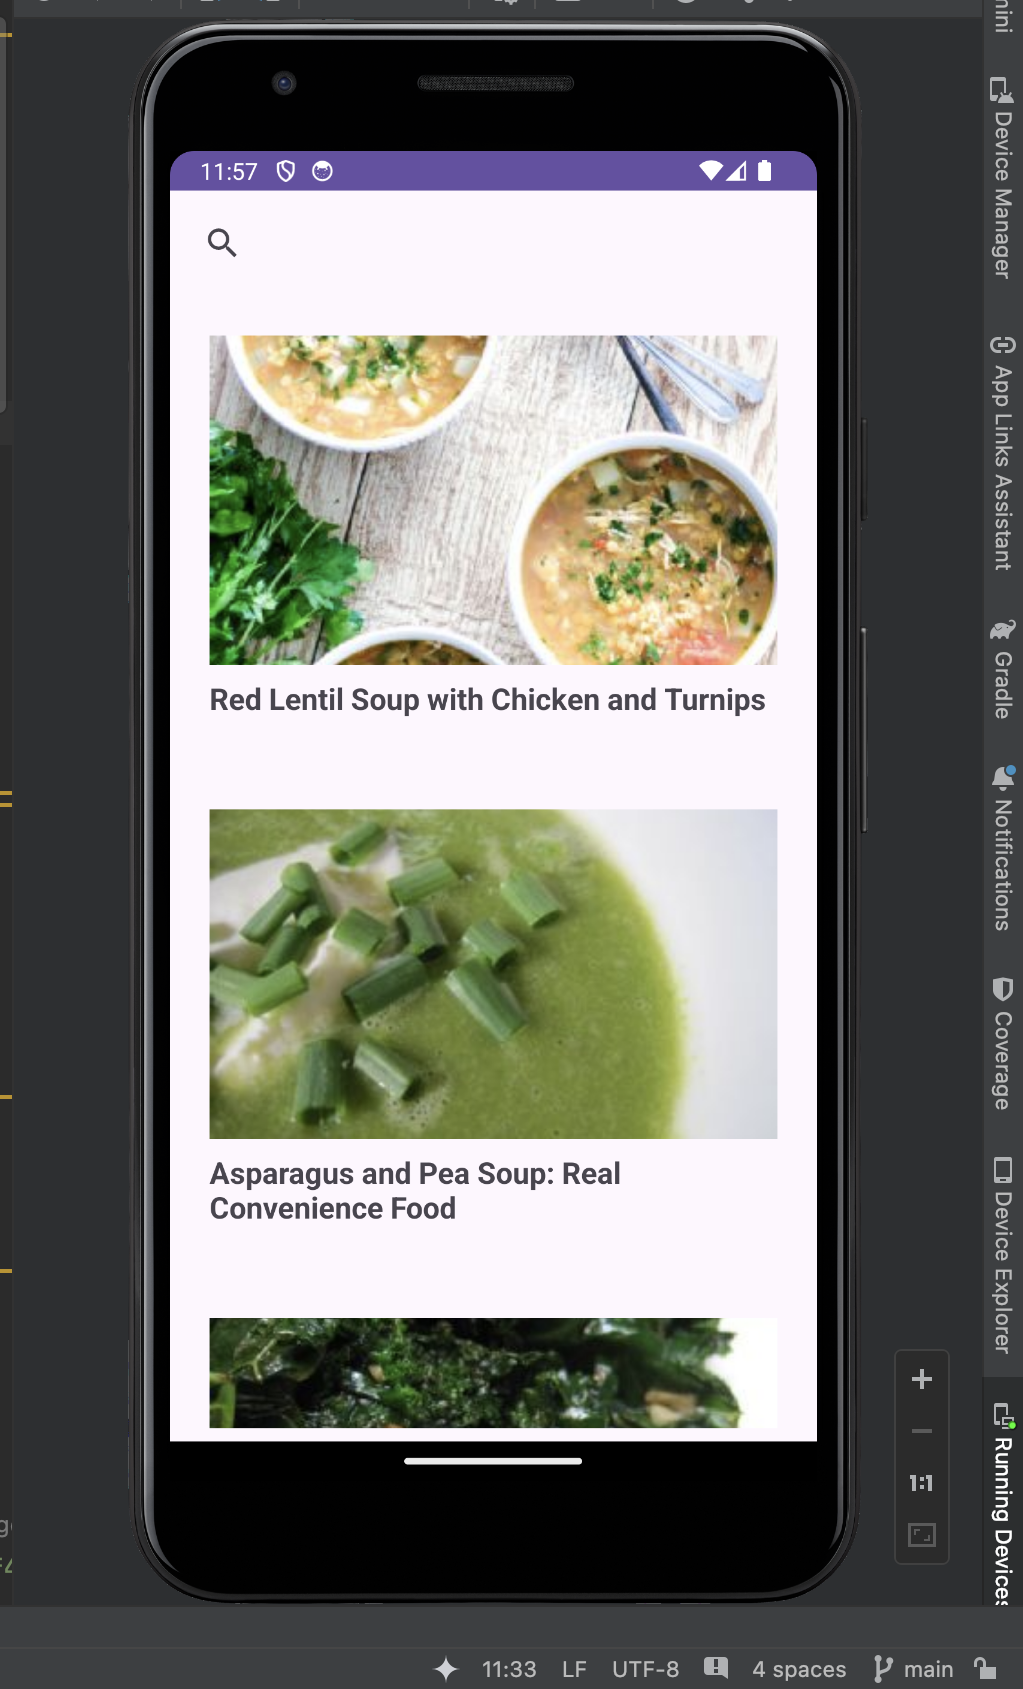 11:57
Red Lentil Soup with Chicken and Turnips
Asparagus and Pea Soup: Real
Convenience Food
Device Manager
App Links Assistant
Gradle
Notifications
Coverage
Device Explorer
Running Devices
1:1
11:33 LF UTF-8 4 spaces main